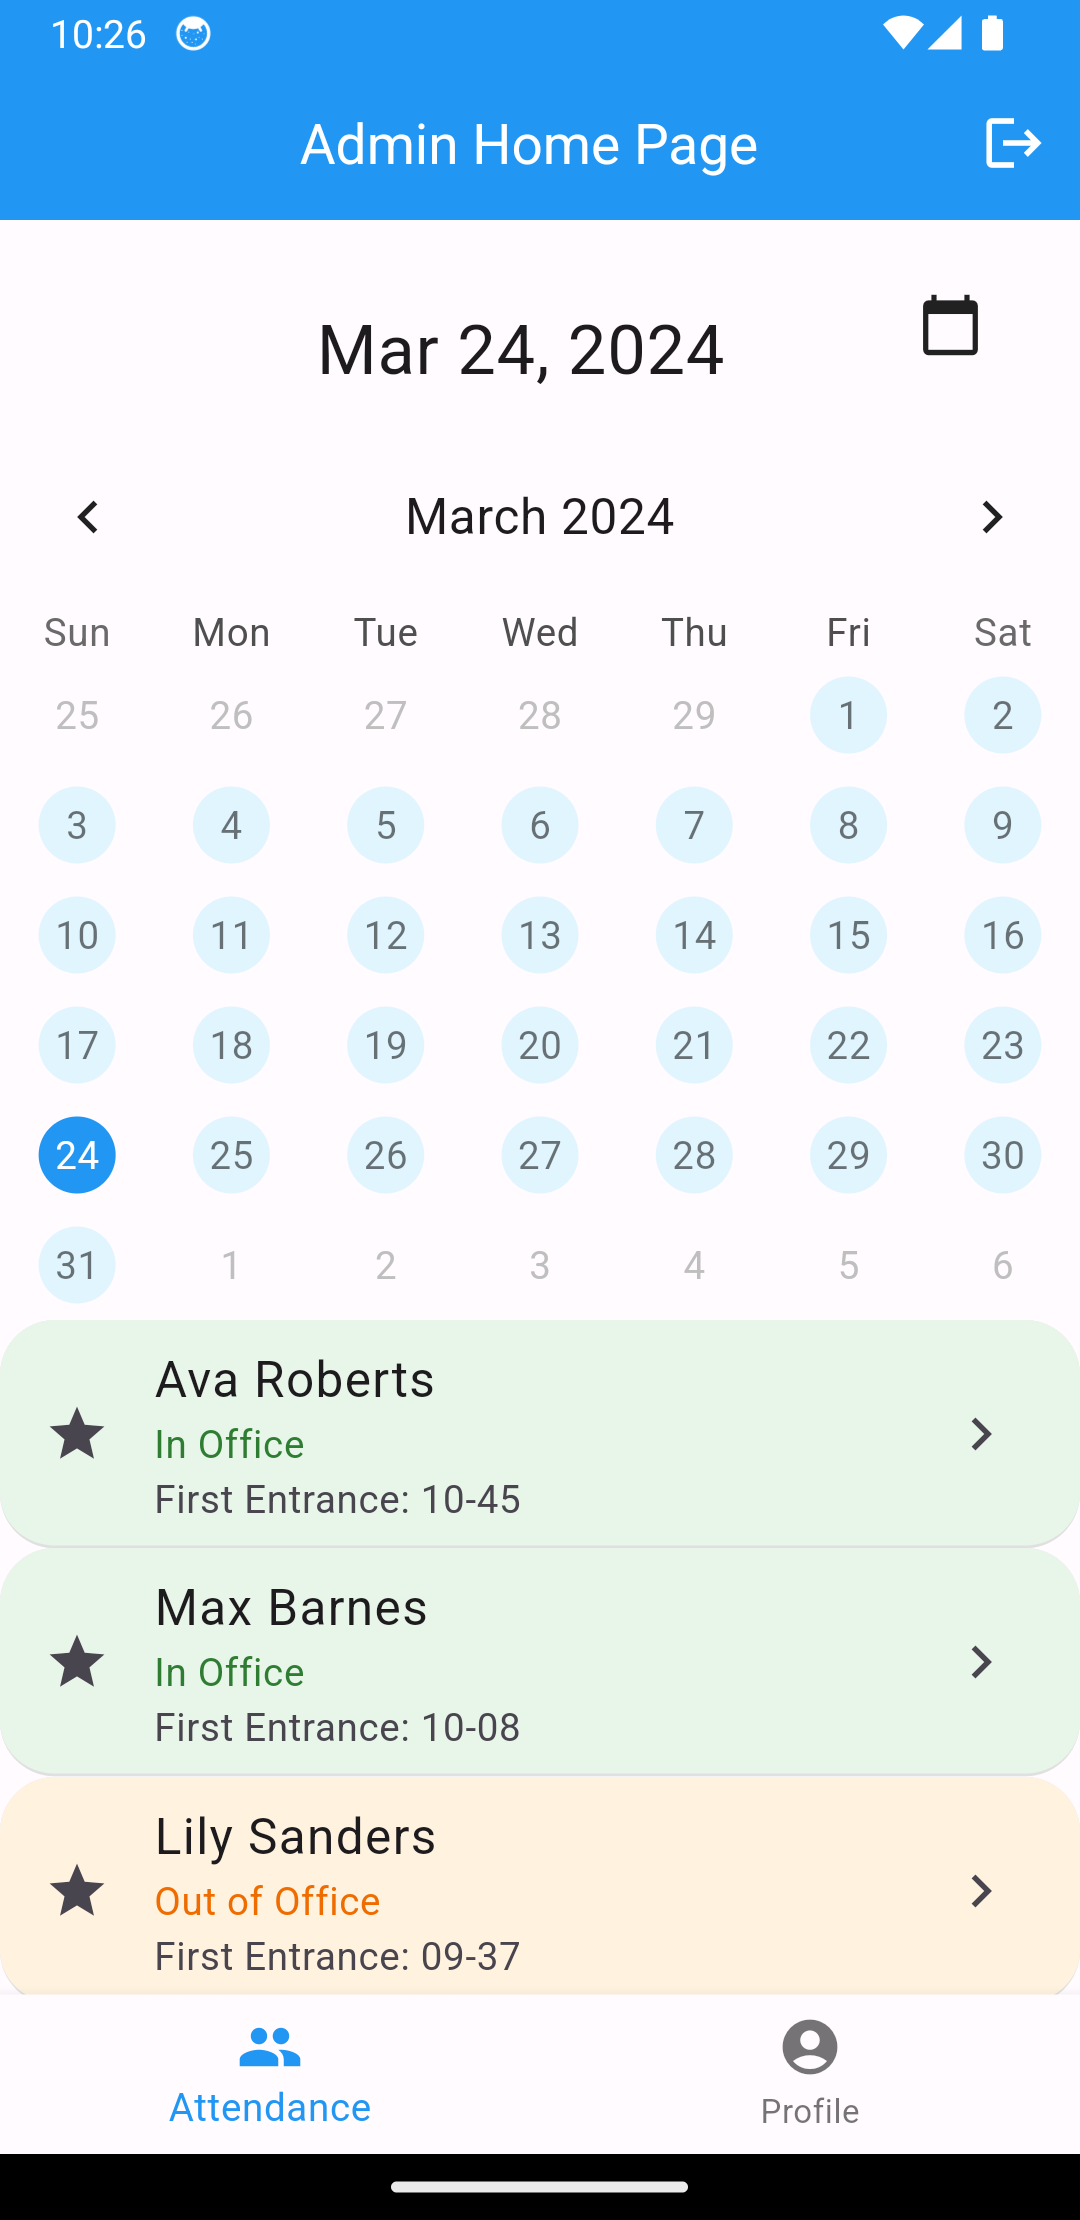 10:26
Admin Home Page
Mar 24, 2024
March 2024
Sun Mon Tue Wed Thu Fri Sat
25 26 27 28 29 1 2
3 4 5 6 7 8 9
10 11 12 13 14 15 16
17 18 19 20 21 22 23
24 25 26 27 28 29 30
31 1 2 3 4 5 6
Ava Roberts
In Office
First Entrance: 10-45
Max Barnes
In Office
First Entrance: 10-08
Lily Sanders
Out of Office
First Entrance: 09-37
Attendance Profile